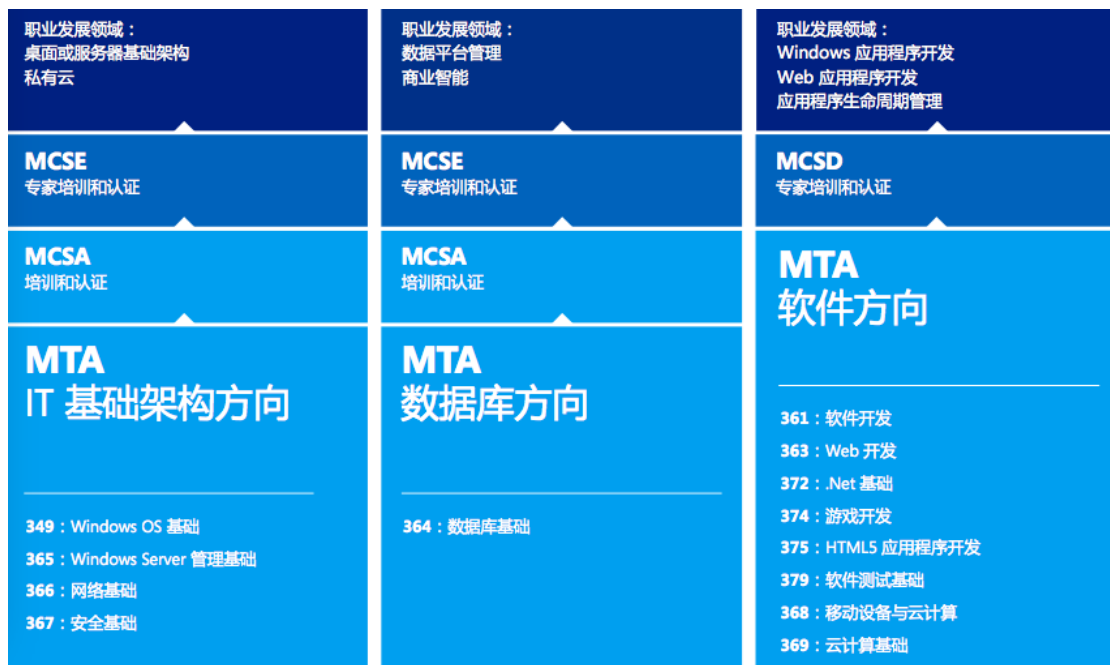 职业发展领域：
桌面或服务器基础架构
私有云
MCSE
专家培训和认证
MCSA
培训和认证
MTA
IT 基础架构方向
349：Windows OS 基础
365：Windows Server 管理基础
366：网络基础
367：安全基础
职业发展领域：
数据平台管理
商业智能
MCSE
专家培训和认证
MCSA
培训和认证
MTA
数据库方向
364：数据库基础
职业发展领域：
Windows 应用程序开发
Web 应用程序开发
应用程序生命周期管理
MCSD
专家培训和认证
MTA
软件方向
361：软件开发
363：Web 开发
372：.Net 基础
374：游戏开发
375：HTML5 应用程序开发
379：软件测试基础
368：移动设备与云计算
369：云计算基础